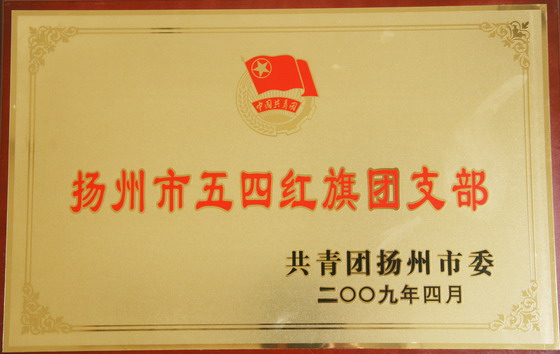 中国共青团
扬州市五四红旗团支部
共青团扬州市委
二〇〇九年四月